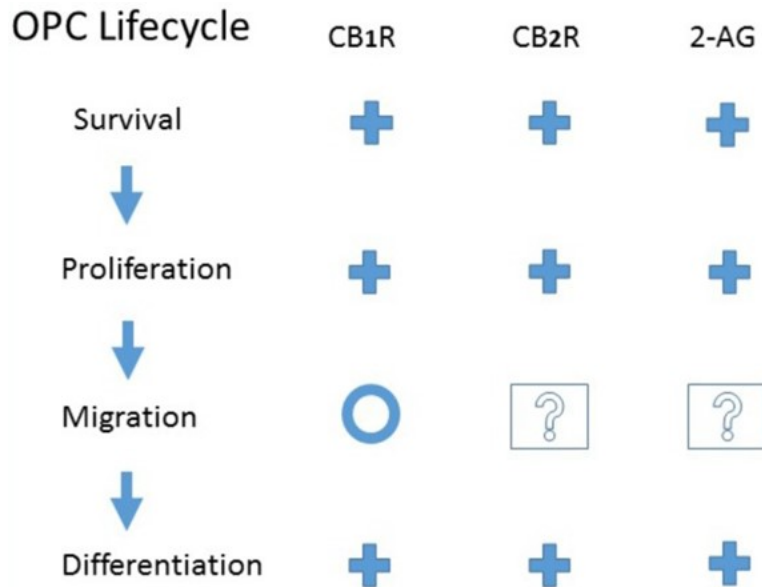 OPC Lifecycle CB1R CB2R 2-AG
Survival
Proliferation
Migration ? ?
Differentiation